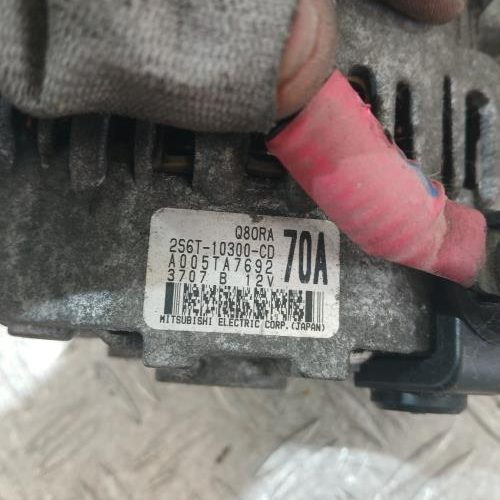 Q80RA
2S6T-10300-CD 70A
A005TA7692
3707 B 12V
MITSUBISHI ELECTRIC CORP.(JAPAN)